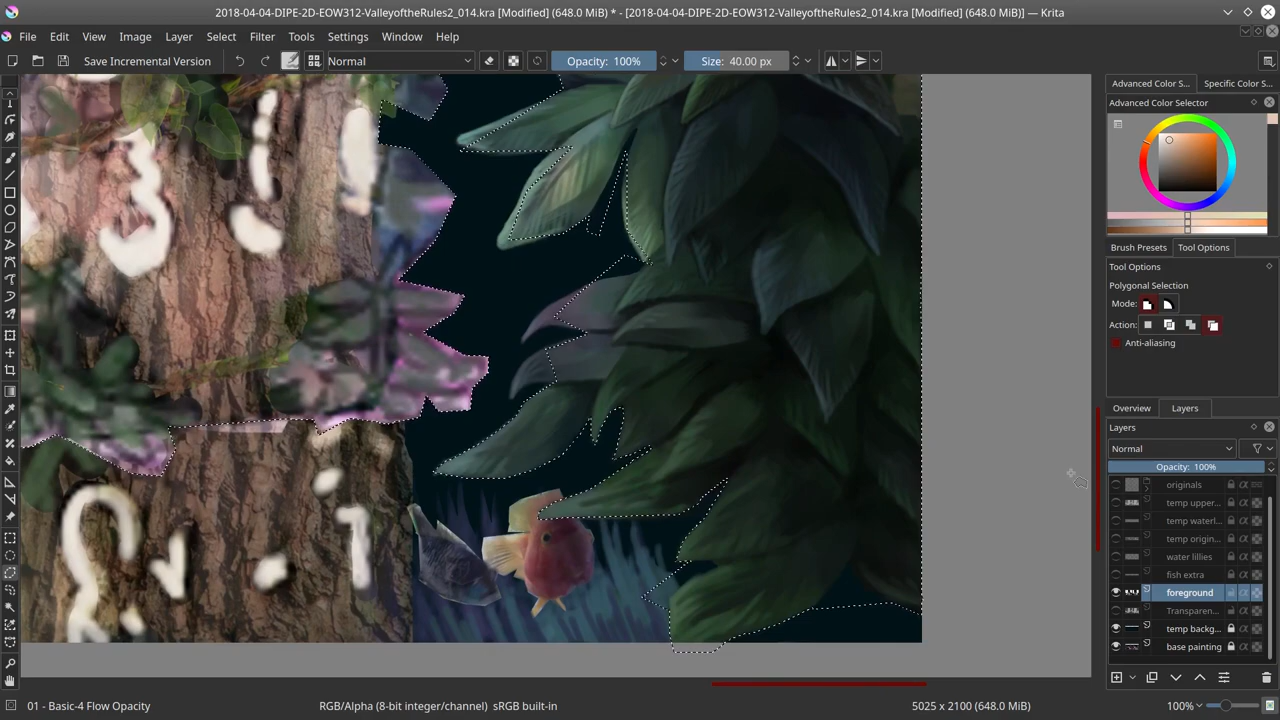 2018-04-04-DIPE-2D-EOW312-ValleyoftheRules2_014.kra [Modified] (648.0 MiB) * - [2018-04-04-DIPE-2D-EOW312-ValleyoftheRules2_014.kra [Modified] (648.0 MiB)] — Krita
File Edit View Image Layer Select Filter Tools Settings Window Help
Save Incremental Version Normal Opacity: 100% Size: 40.00 px
Advanced Color S... Specific Color S...
Advanced Color Selector
Brush Presets Tool Options
Tool Options
Polygonal Selection
Mode:
Action:
Anti-aliasing
Overview Layers
Layers
Normal
Opacity: 100%
originals
temp upper...
temp waterl...
temp origin...
water lillies
fish extra
foreground
Transparen...
temp backg...
base painting
01 - Basic-4 Flow Opacity RGB/Alpha (8-bit integer/channel) sRGB built-in 5025 x 2100 (648.0 MiB) 100%